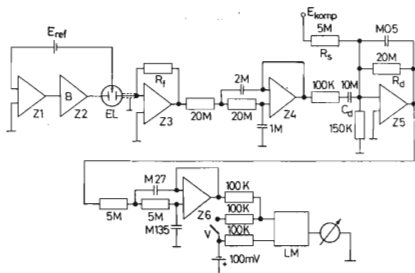 Eref
Ekomp
5M
Rs
M05
20M
Rd
Rf
2M
100K
10M
Cd
Z1
B
Z2
EL
Z3
20M
20M
Z4
1M
150K
Z5
M27
5M
5M
M135
Z6
V
100K
100K
100K
100mV
LM